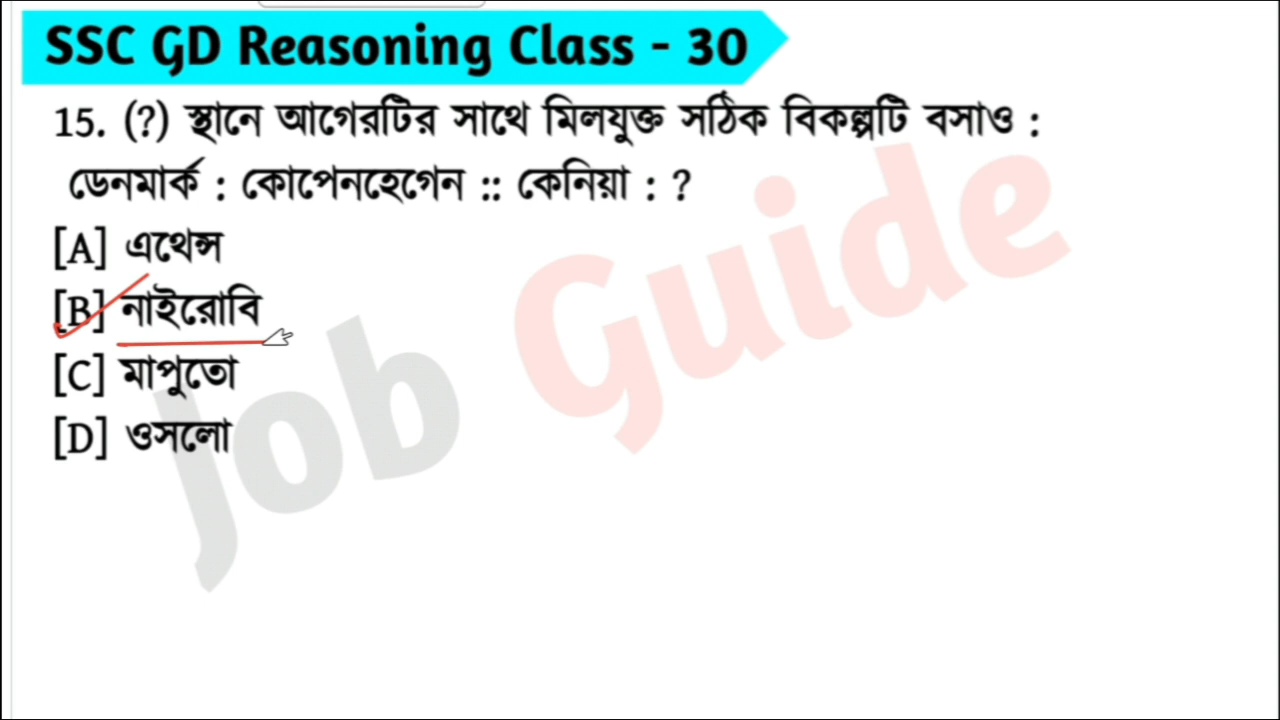 SSC GD Reasoning Class - 30
15. (?) স্থানে আগেরটির সাথে মিলযুক্ত সঠিক বিকল্পটি বসাও :
ডেনমার্ক : কোপেনহেগেন :: কেনিয়া : ?
[A] এথেন্স
[B] নাইরোবি
[C] মাপুতো
[D] ওসলো
Job Guide